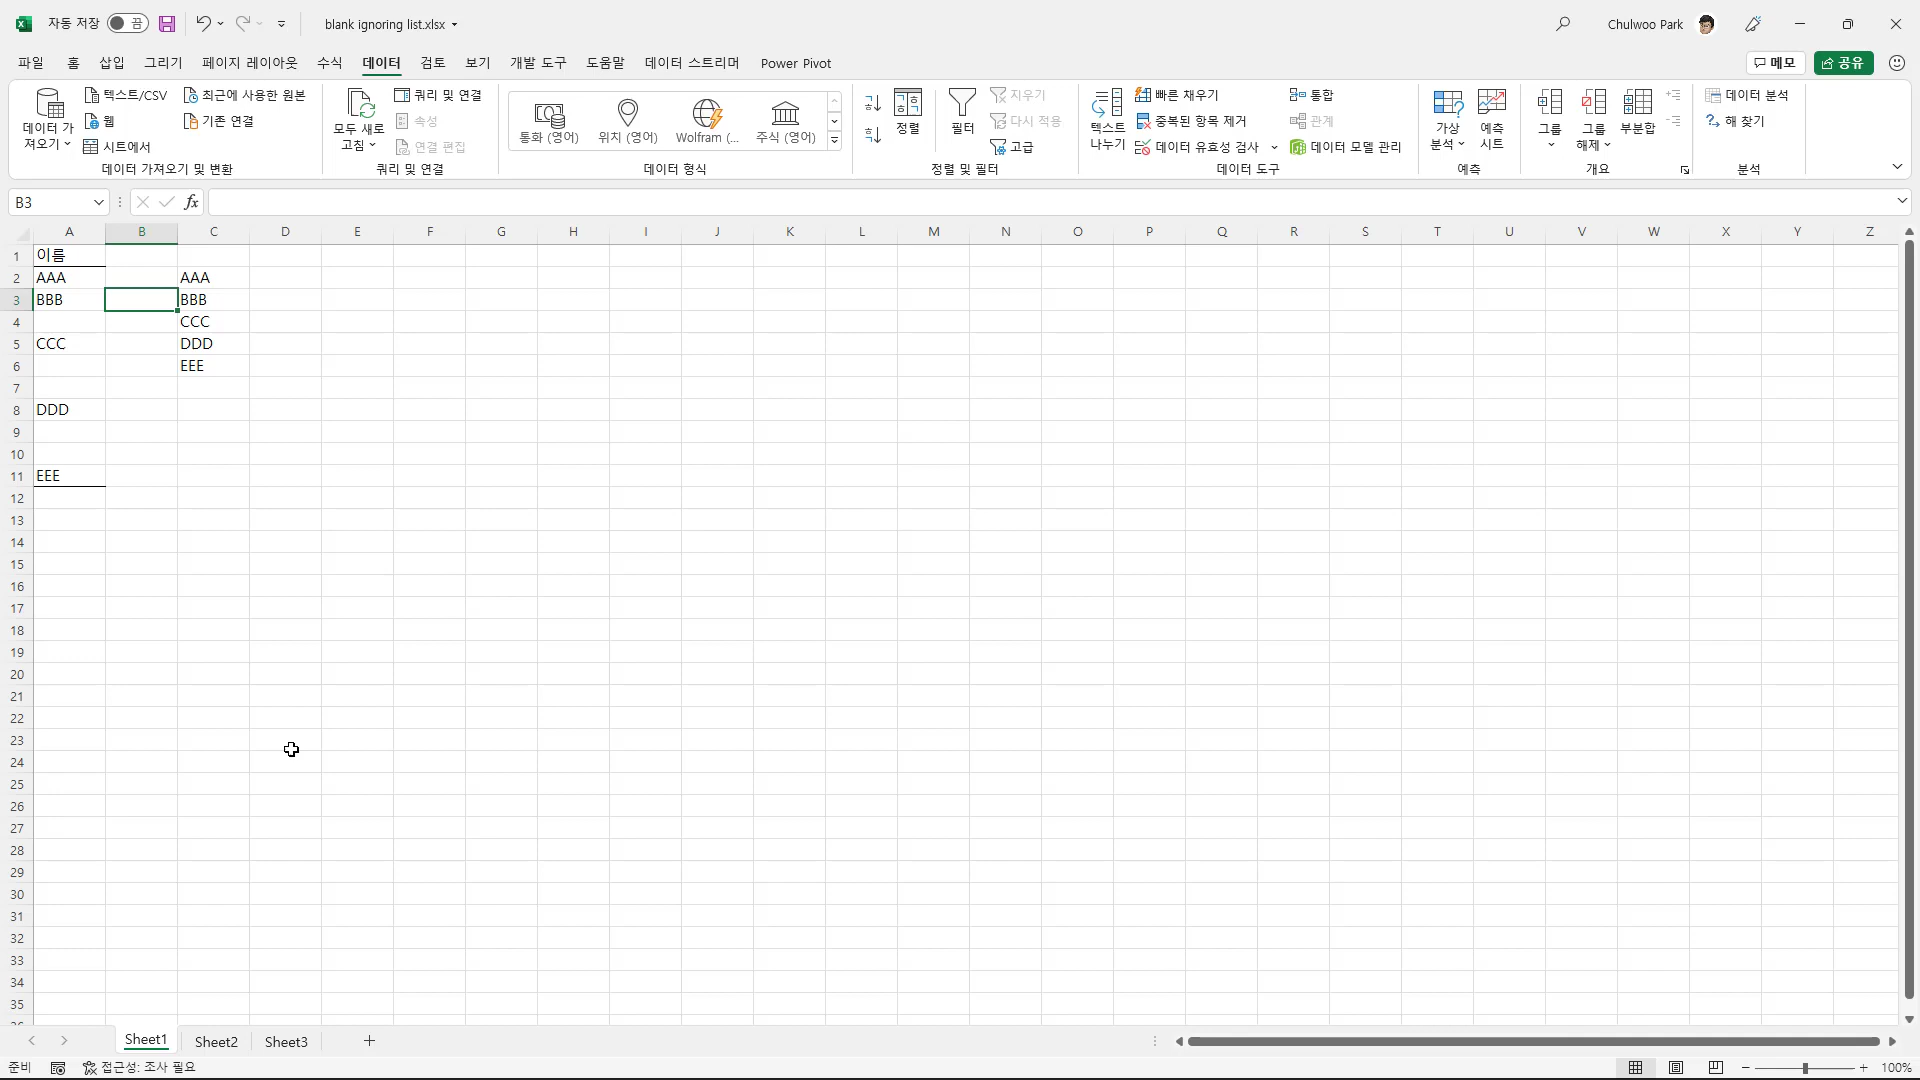 자동 저장 끔 blank ignoring list.xlsx Chulwoo Park
파일 홈 삽입 그리기 페이지 레이아웃 수식 데이터 검토 보기 개발 도구 도움말 데이터 스트리머 Power Pivot 메모 공유
데이터 가져오기
텍스트/CSV
웹
시트에서
최근에 사용한 원본
기존 연결
데이터 가져오기 및 변환
모두 새로 고침
쿼리 및 연결
속성
연결 편집
쿼리 및 연결
통화 (영어) 위치 (영어) Wolfram (... 주식 (영어)
데이터 형식
정렬
필터
지우기
다시 적용
고급
정렬 및 필터
텍스트 나누기
빠른 채우기
중복된 항목 제거
데이터 유효성 검사
통합
관계
데이터 모델 관리
데이터 도구
가상 분석
예측 시트
예측
그룹
그룹 해제
부분합
개요
데이터 분석
해 찾기
분석
B3 fx
A B C D E F G H I J K L M N O P Q R S T U V W X Y Z
1 이름
2 AAA AAA
3 BBB BBB
4 CCC
5 CCC DDD
6 EEE
7
8 DDD
9
10
11 EEE
12
13
14
15
16
17
18
19
20
21
22
23
24
25
26
27
28
29
30
31
32
33
34
35
Sheet1 Sheet2 Sheet3
준비 접근성: 조사 필요 100%